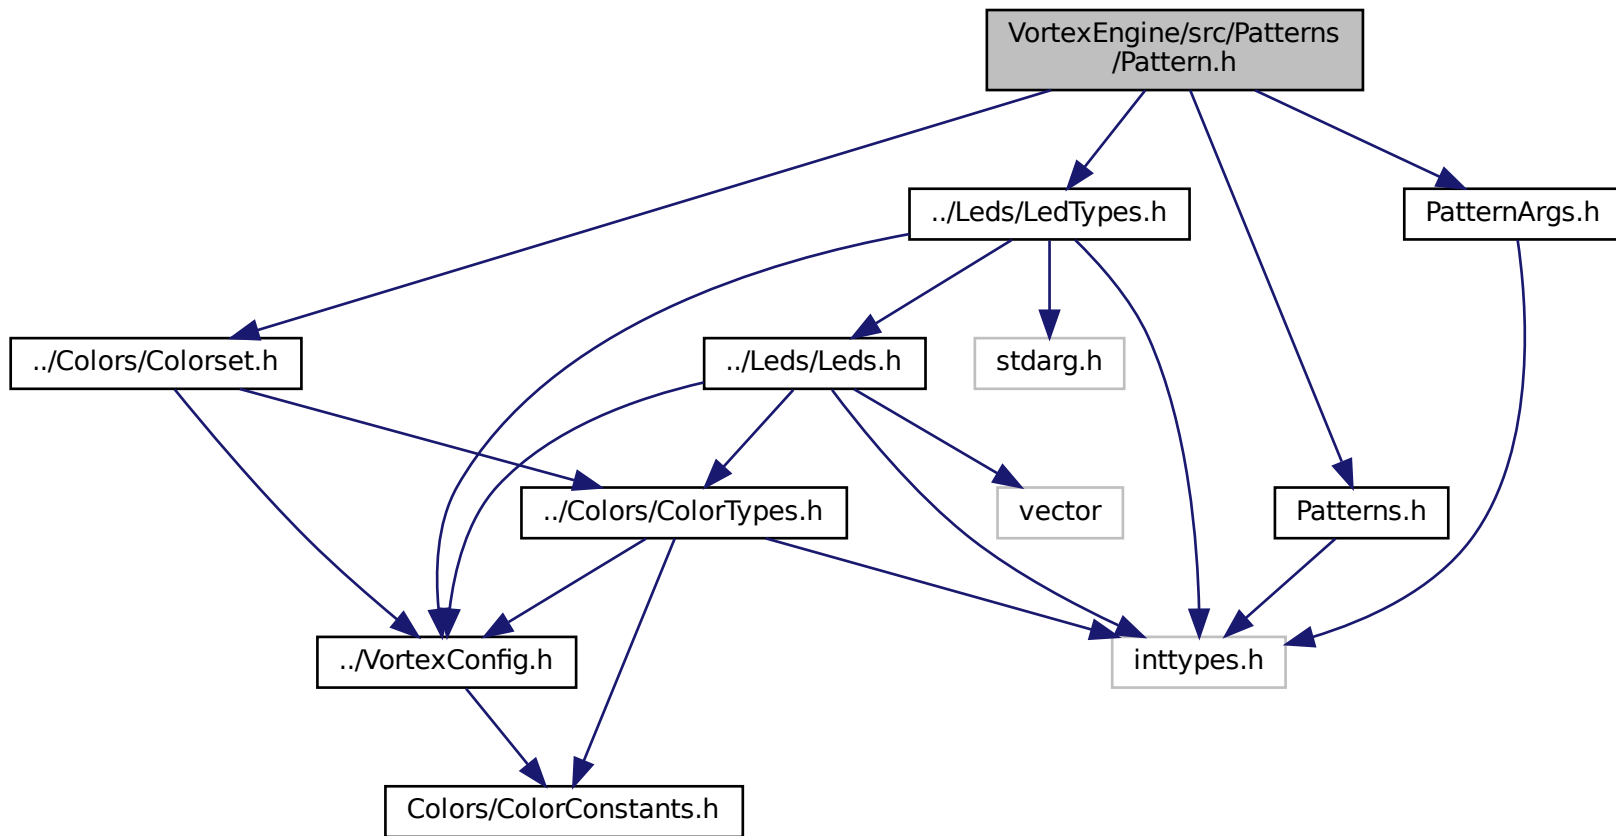 VortexEngine/src/Patterns
/Pattern.h
../Leds/LedTypes.h
PatternArgs.h
../Colors/Colorset.h
../Leds/Leds.h
stdarg.h
../Colors/ColorTypes.h
vector
Patterns.h
../VortexConfig.h
inttypes.h
Colors/ColorConstants.h